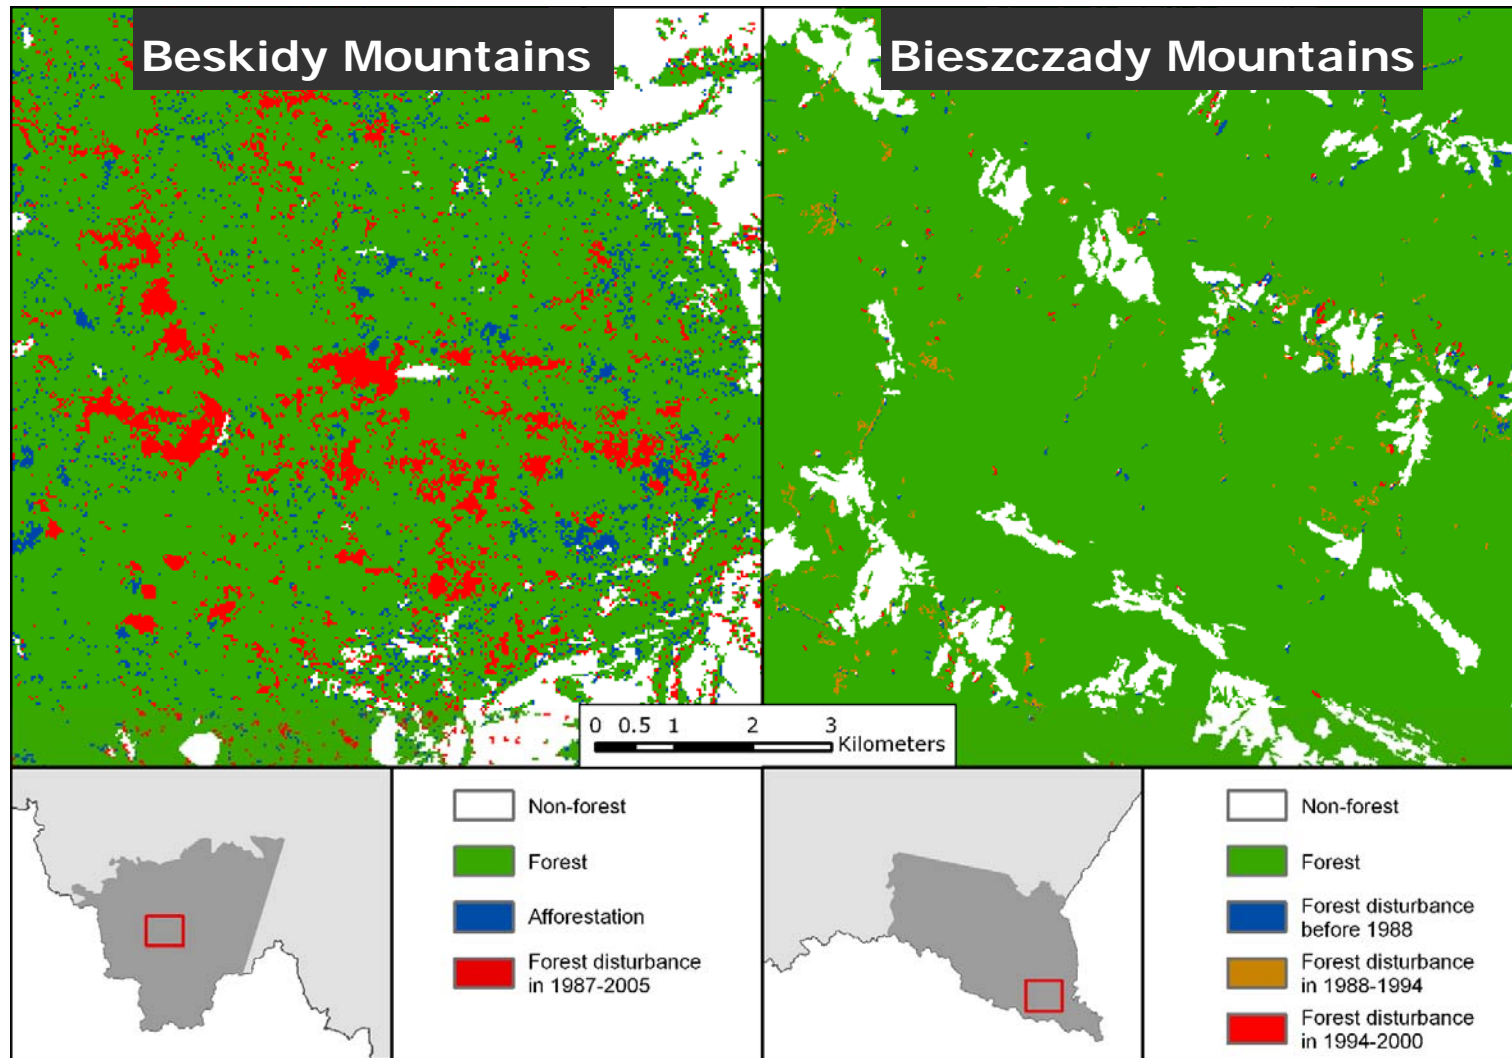 Beskidy Mountains
Bieszczady Mountains
0 0.5 1 2 3
Kilometers
Non-forest
Forest
Afforestation
Forest disturbance
in 1987-2005
Non-forest
Forest
Forest disturbance
before 1988
Forest disturbance
in 1988-1994
Forest disturbance
in 1994-2000